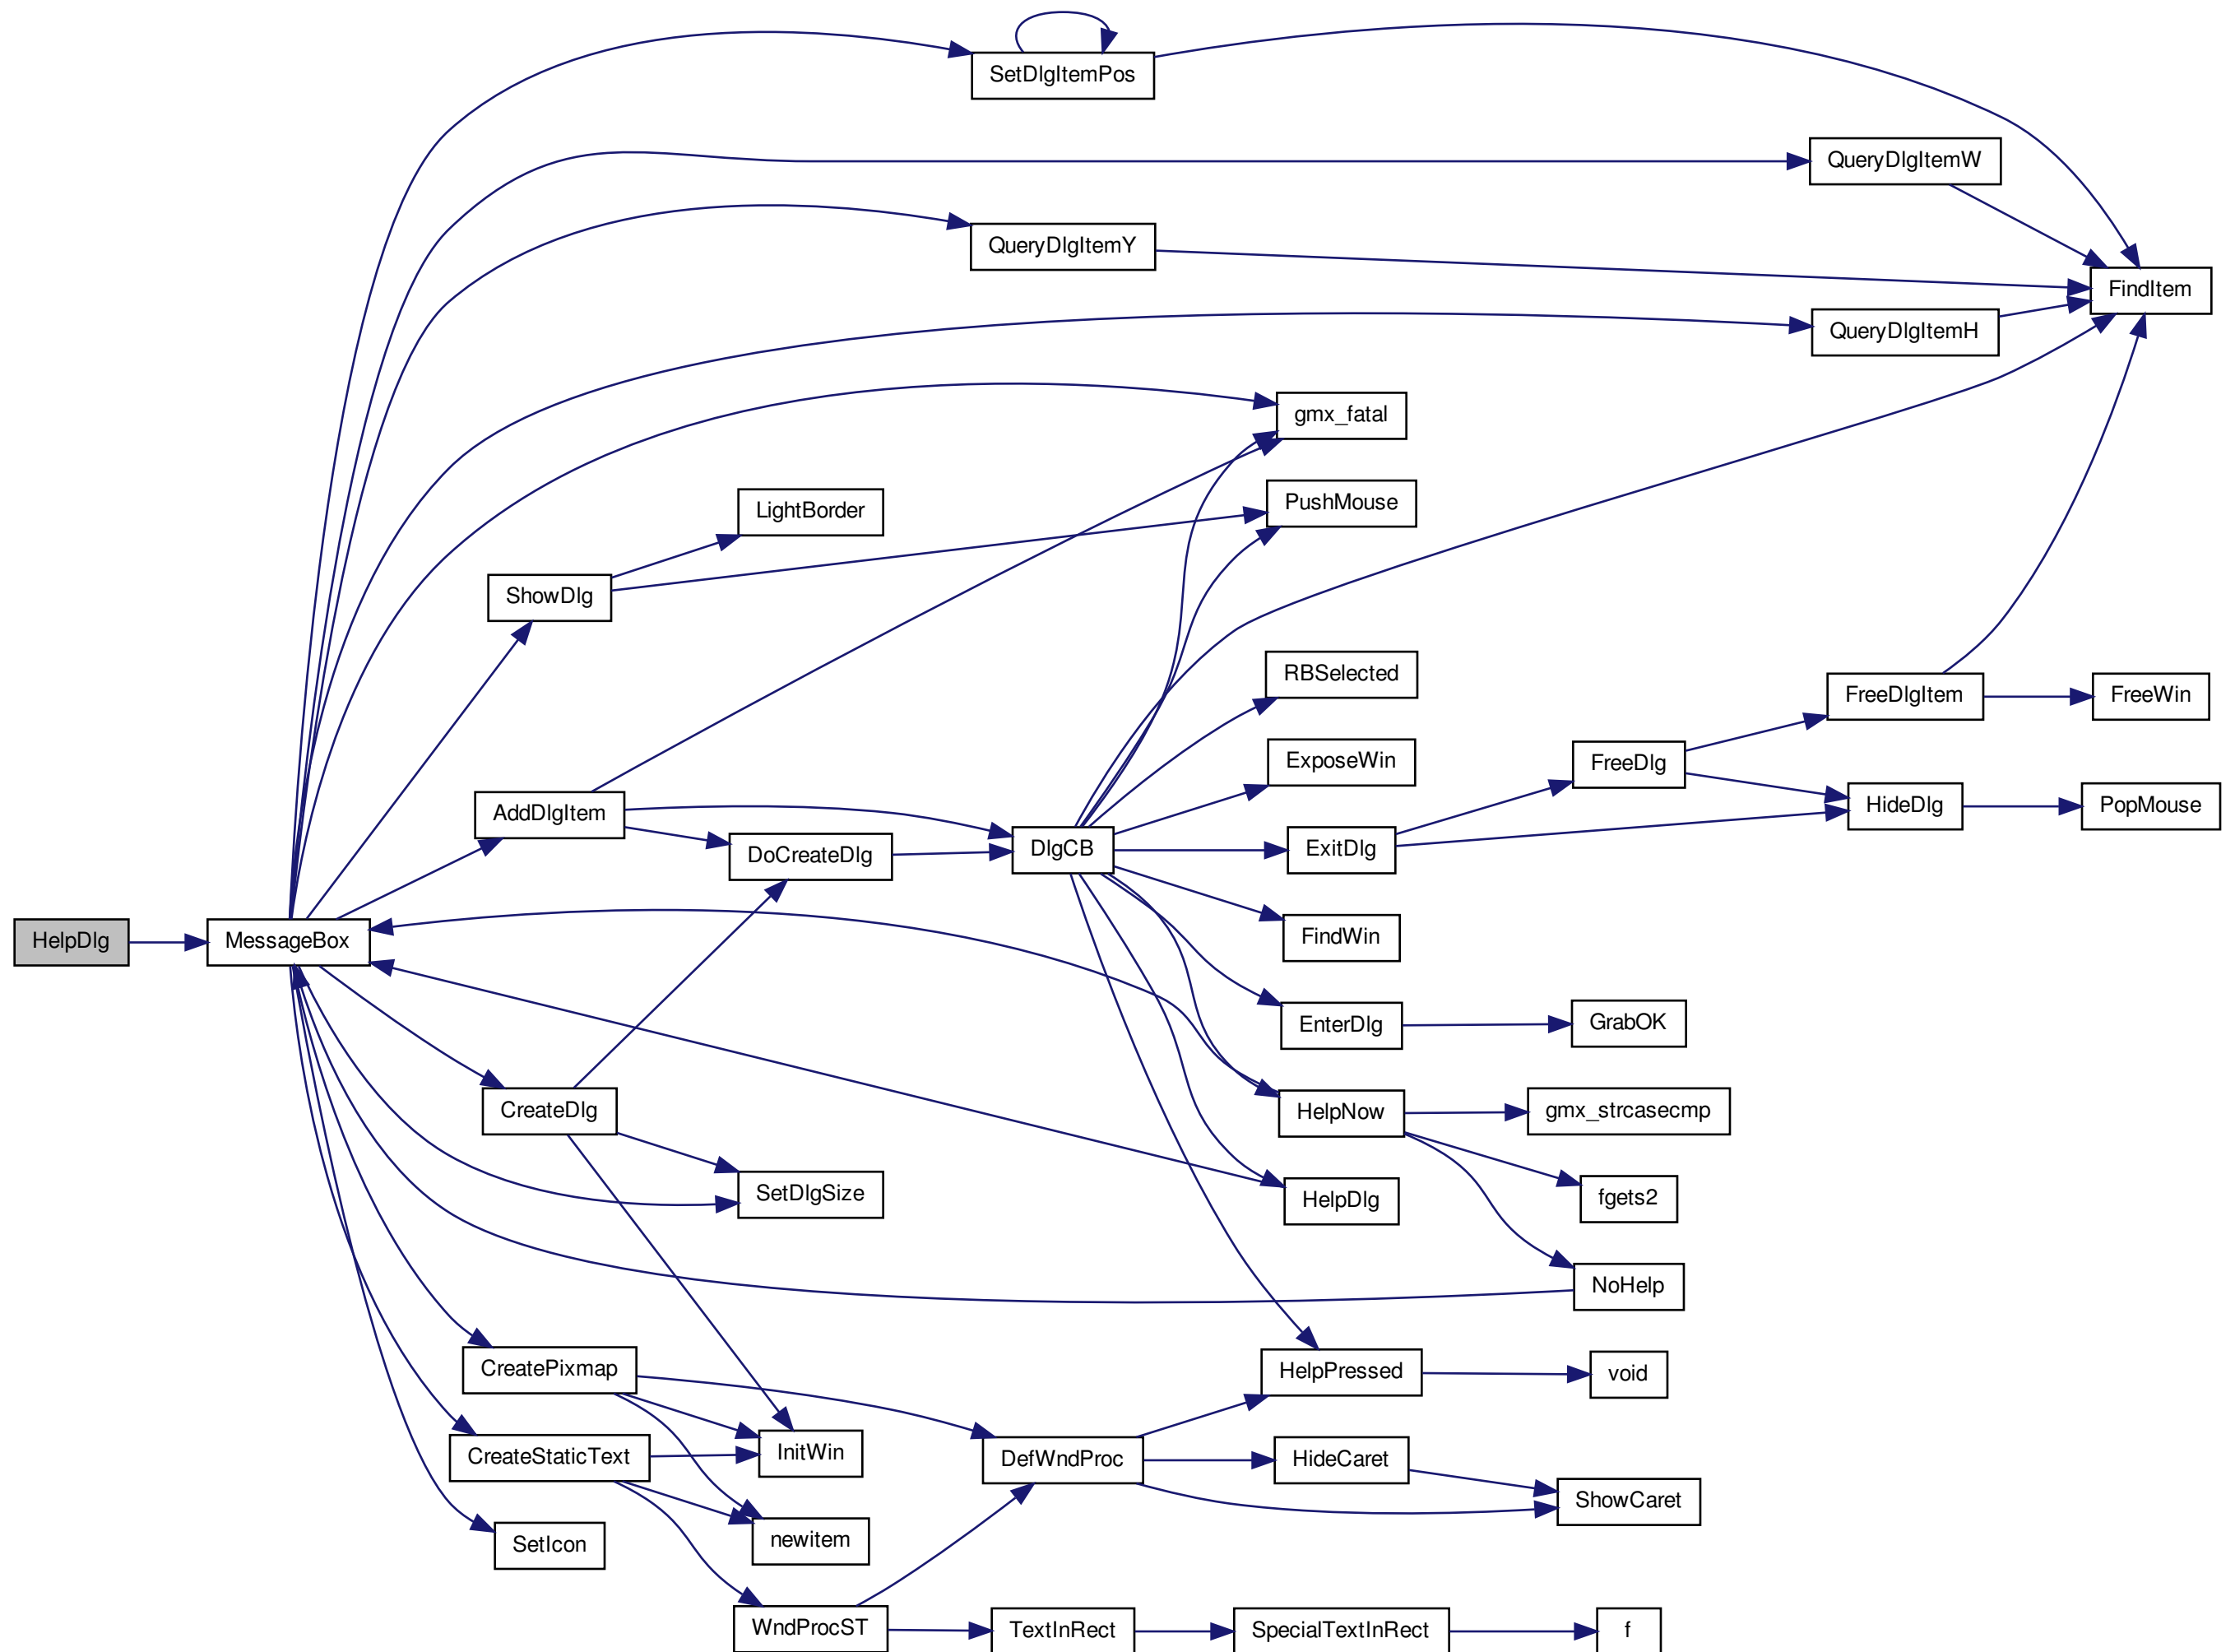 SetDlgItemPos
QueryDlgItemW
QueryDlgItemY
FindItem
QueryDlgItemH
gmx_fatal
LightBorder
PushMouse
ShowDlg
RBSelected
FreeDlgItem
FreeWin
ExposeWin
FreeDlg
HideDlg
PopMouse
AddDlgItem
DoCreateDlg
DlgCB
ExitDlg
HelpDlg
MessageBox
FindWin
EnterDlg
GrabOK
CreateDlg
HelpNow
gmx_strcasecmp
SetDlgSize
HelpDlg
fgets2
NoHelp
CreatePixmap
HelpPressed
void
CreateStaticText
InitWin
DefWndProc
HideCaret
ShowCaret
SetIcon
newitem
WndProcST
TextInRect
SpecialTextInRect
f